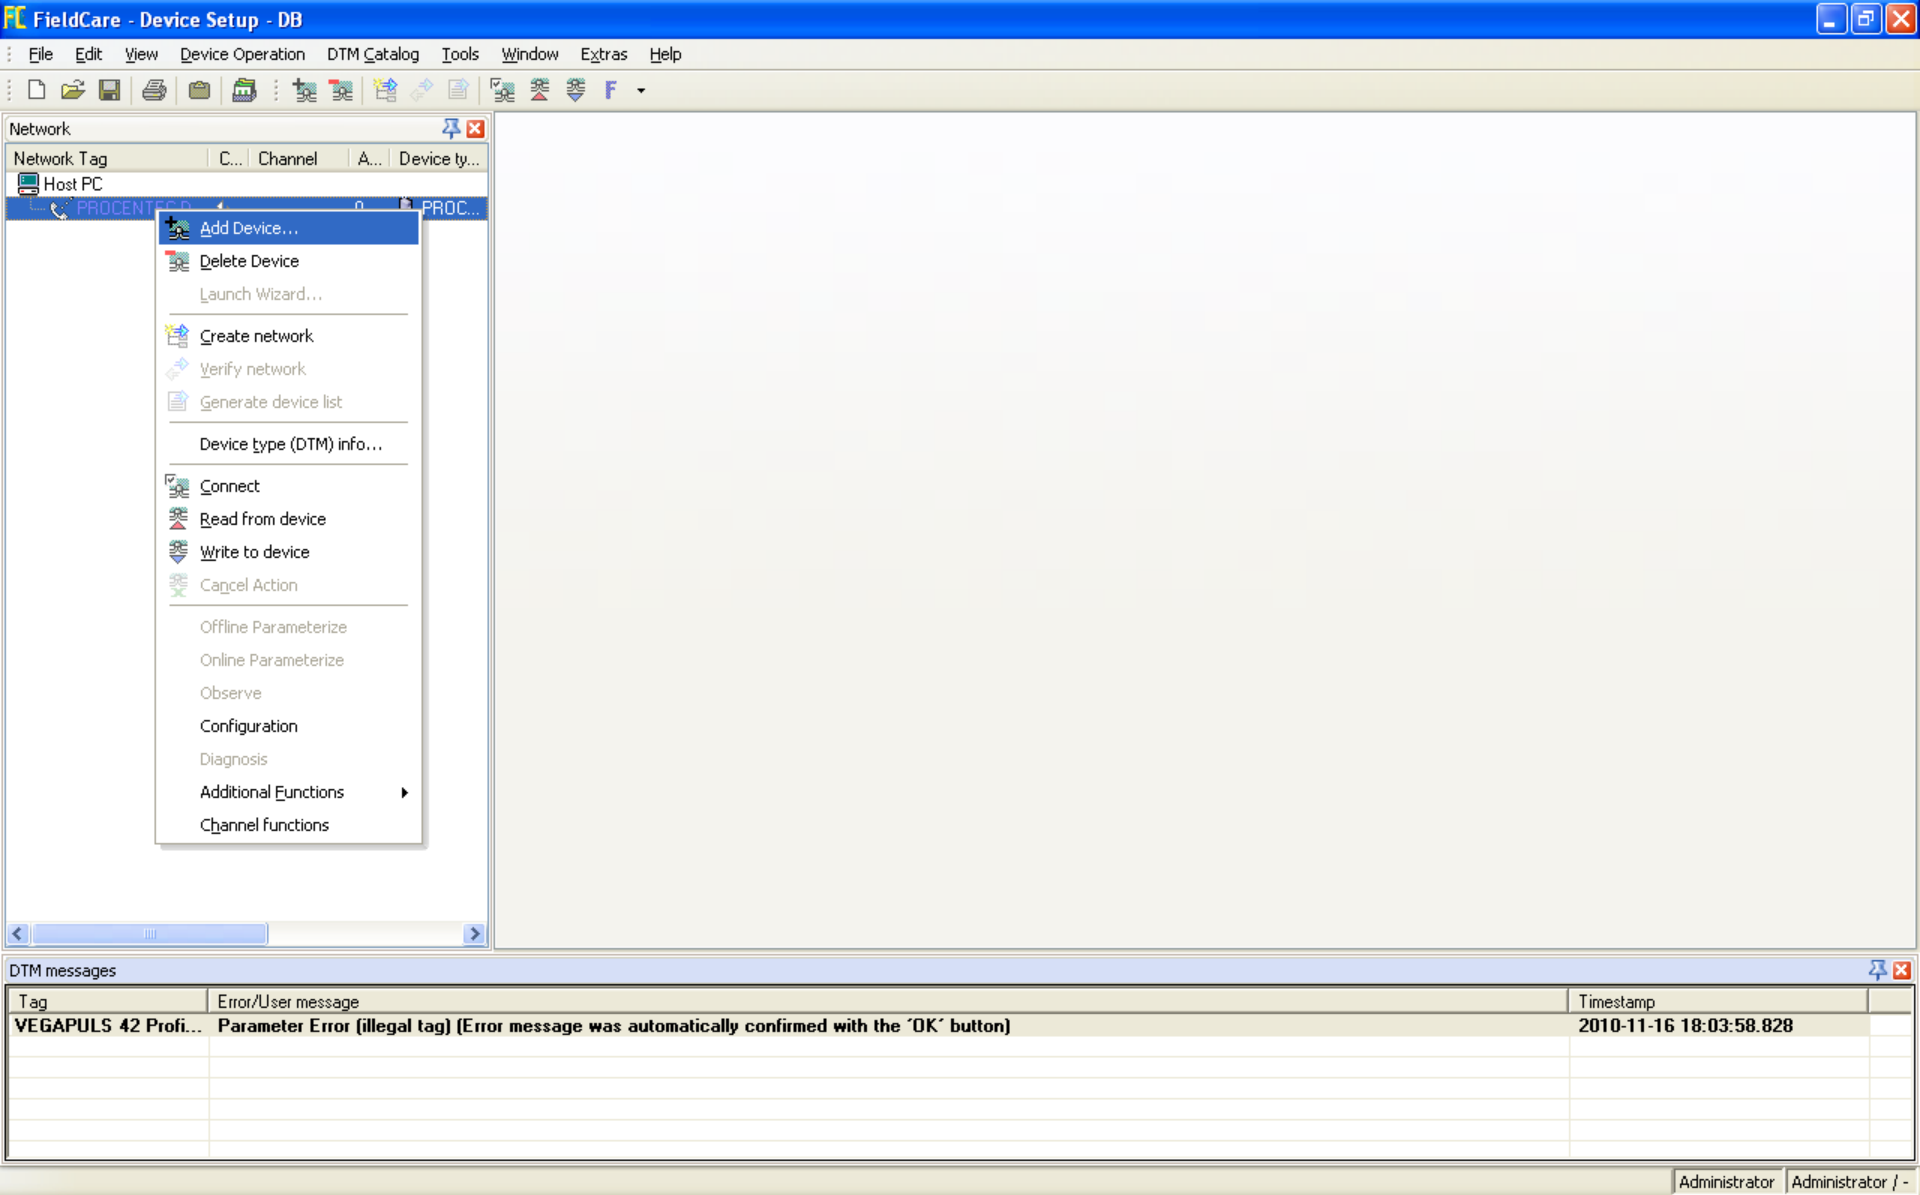 FieldCare - Device Setup - DB
File Edit View Device Operation DTM Catalog Tools Window Extras Help
F
Network
Network Tag C... Channel A... Device ty...
Host PC
0 PROC...
Add Device...
Delete Device
Launch Wizard...
Create network
Verify network
Generate device list
Device type (DTM) info...
Connect
Read from device
Write to device
Cancel Action
Offline Parameterize
Online Parameterize
Observe
Configuration
Diagnosis
Additional Functions
Channel functions
DTM messages
Tag Error/User message Timestamp
VEGAPULS 42 Profi... Parameter Error (illegal tag) (Error message was automatically confirmed with the ´OK´ button) 2010-11-16 18:03:58.828
Administrator Administrator / -